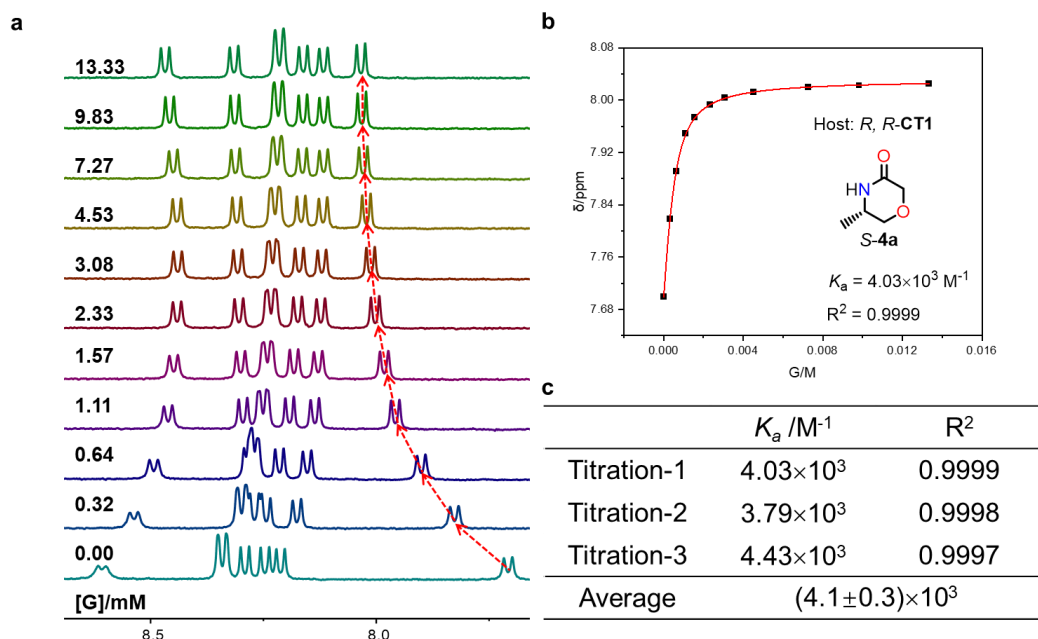 a
13.33
9.83
7.27
4.53
3.08
2.33
1.57
1.11
0.64
0.32
0.00
[G]/mM
8.5
8.0
b
8.08
8.00
7.92
7.84
7.76
7.68
δ/ppm
Host: R, R-CT1
O
HN
O
S-4a
Ka = 4.03×10³ M⁻¹
R² = 0.9999
0.000
0.004
0.008
0.012
0.016
G/M
c
Ka /M⁻¹ R²
Titration-1 4.03×10³ 0.9999
Titration-2 3.79×10³ 0.9998
Titration-3 4.43×10³ 0.9997
Average (4.1±0.3)×10³